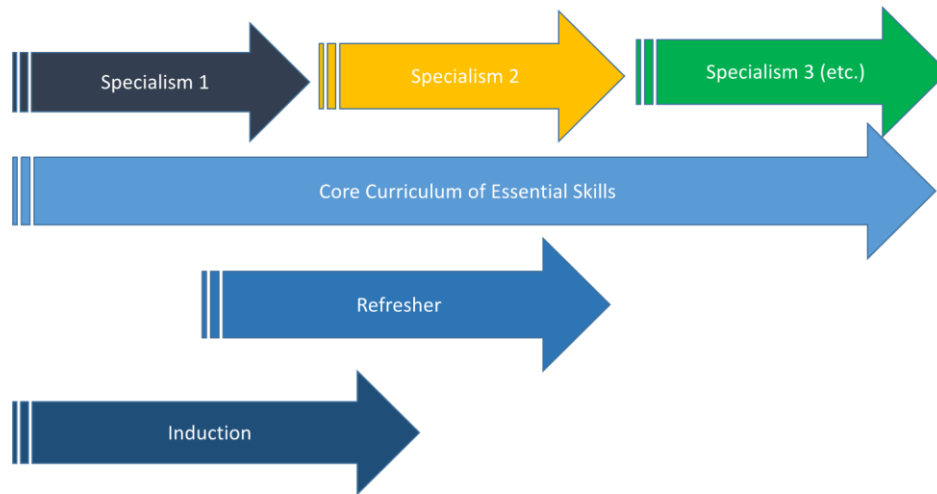 Specialism 1
Specialism 2
Specialism 3 (etc.)
Core Curriculum of Essential Skills
Refresher
Induction